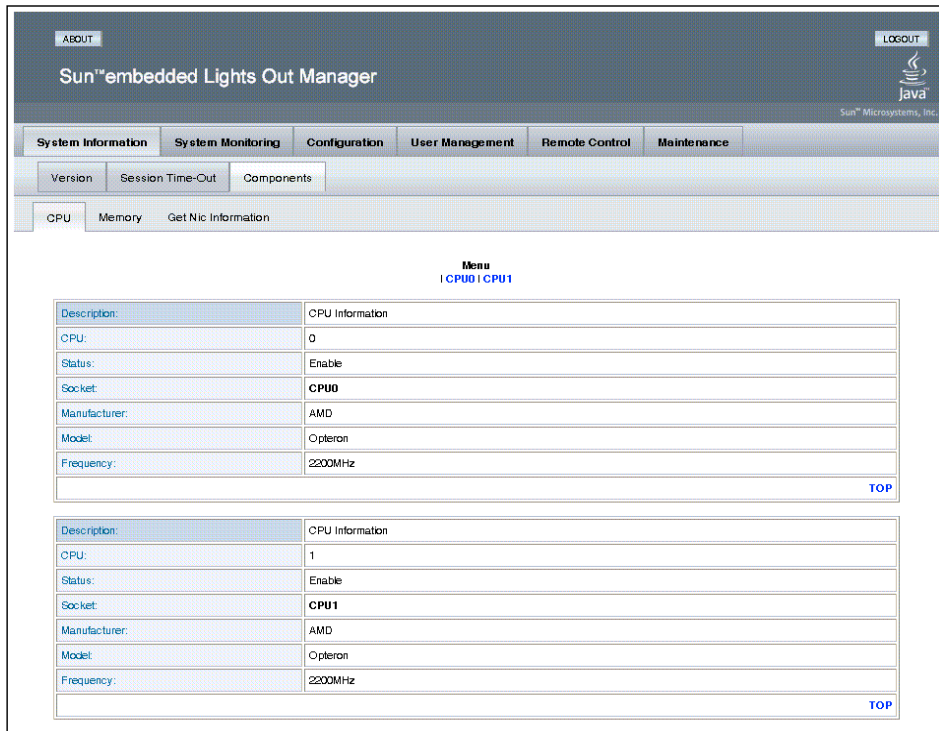 ABOUT
LOGOUT
Sun™ embedded Lights Out Manager
Java™
Sun™ Microsystems, Inc.
System Information System Monitoring Configuration User Management Remote Control Maintenance
Version Session Time-Out Components
CPU Memory Get Nic Information
Menu
| CPU0 | CPU1
Description: CPU Information
CPU: 0
Status: Enable
Socket: CPU0
Manufacturer: AMD
Model: Opteron
Frequency: 2200MHz
TOP
Description: CPU Information
CPU: 1
Status: Enable
Socket: CPU1
Manufacturer: AMD
Model: Opteron
Frequency: 2200MHz
TOP